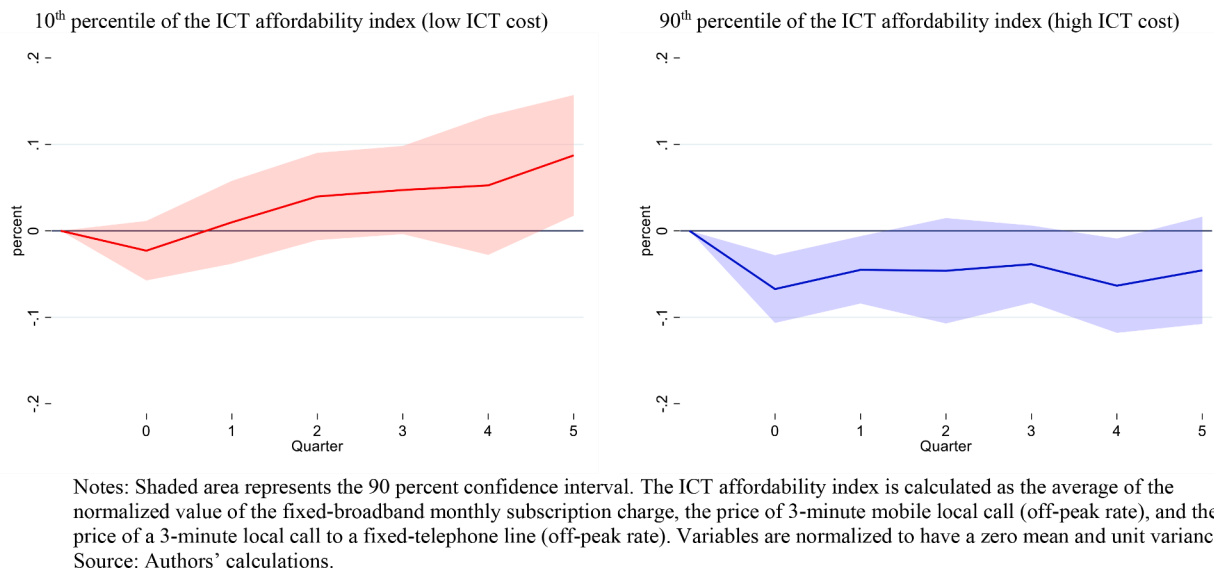 10th percentile of the ICT affordability index (low ICT cost)
90th percentile of the ICT affordability index (high ICT cost)
.2
.1
0
-.1
-.2
percent
0 1 2 3 4 5
Quarter
.2
.1
0
-.1
-.2
percent
0 1 2 3 4 5
Quarter
Notes: Shaded area represents the 90 percent confidence interval. The ICT affordability index is calculated as the average of the
normalized value of the fixed-broadband monthly subscription charge, the price of 3-minute mobile local call (off-peak rate), and the
price of a 3-minute local call to a fixed-telephone line (off-peak rate). Variables are normalized to have a zero mean and unit varianc
Source: Authors' calculations.